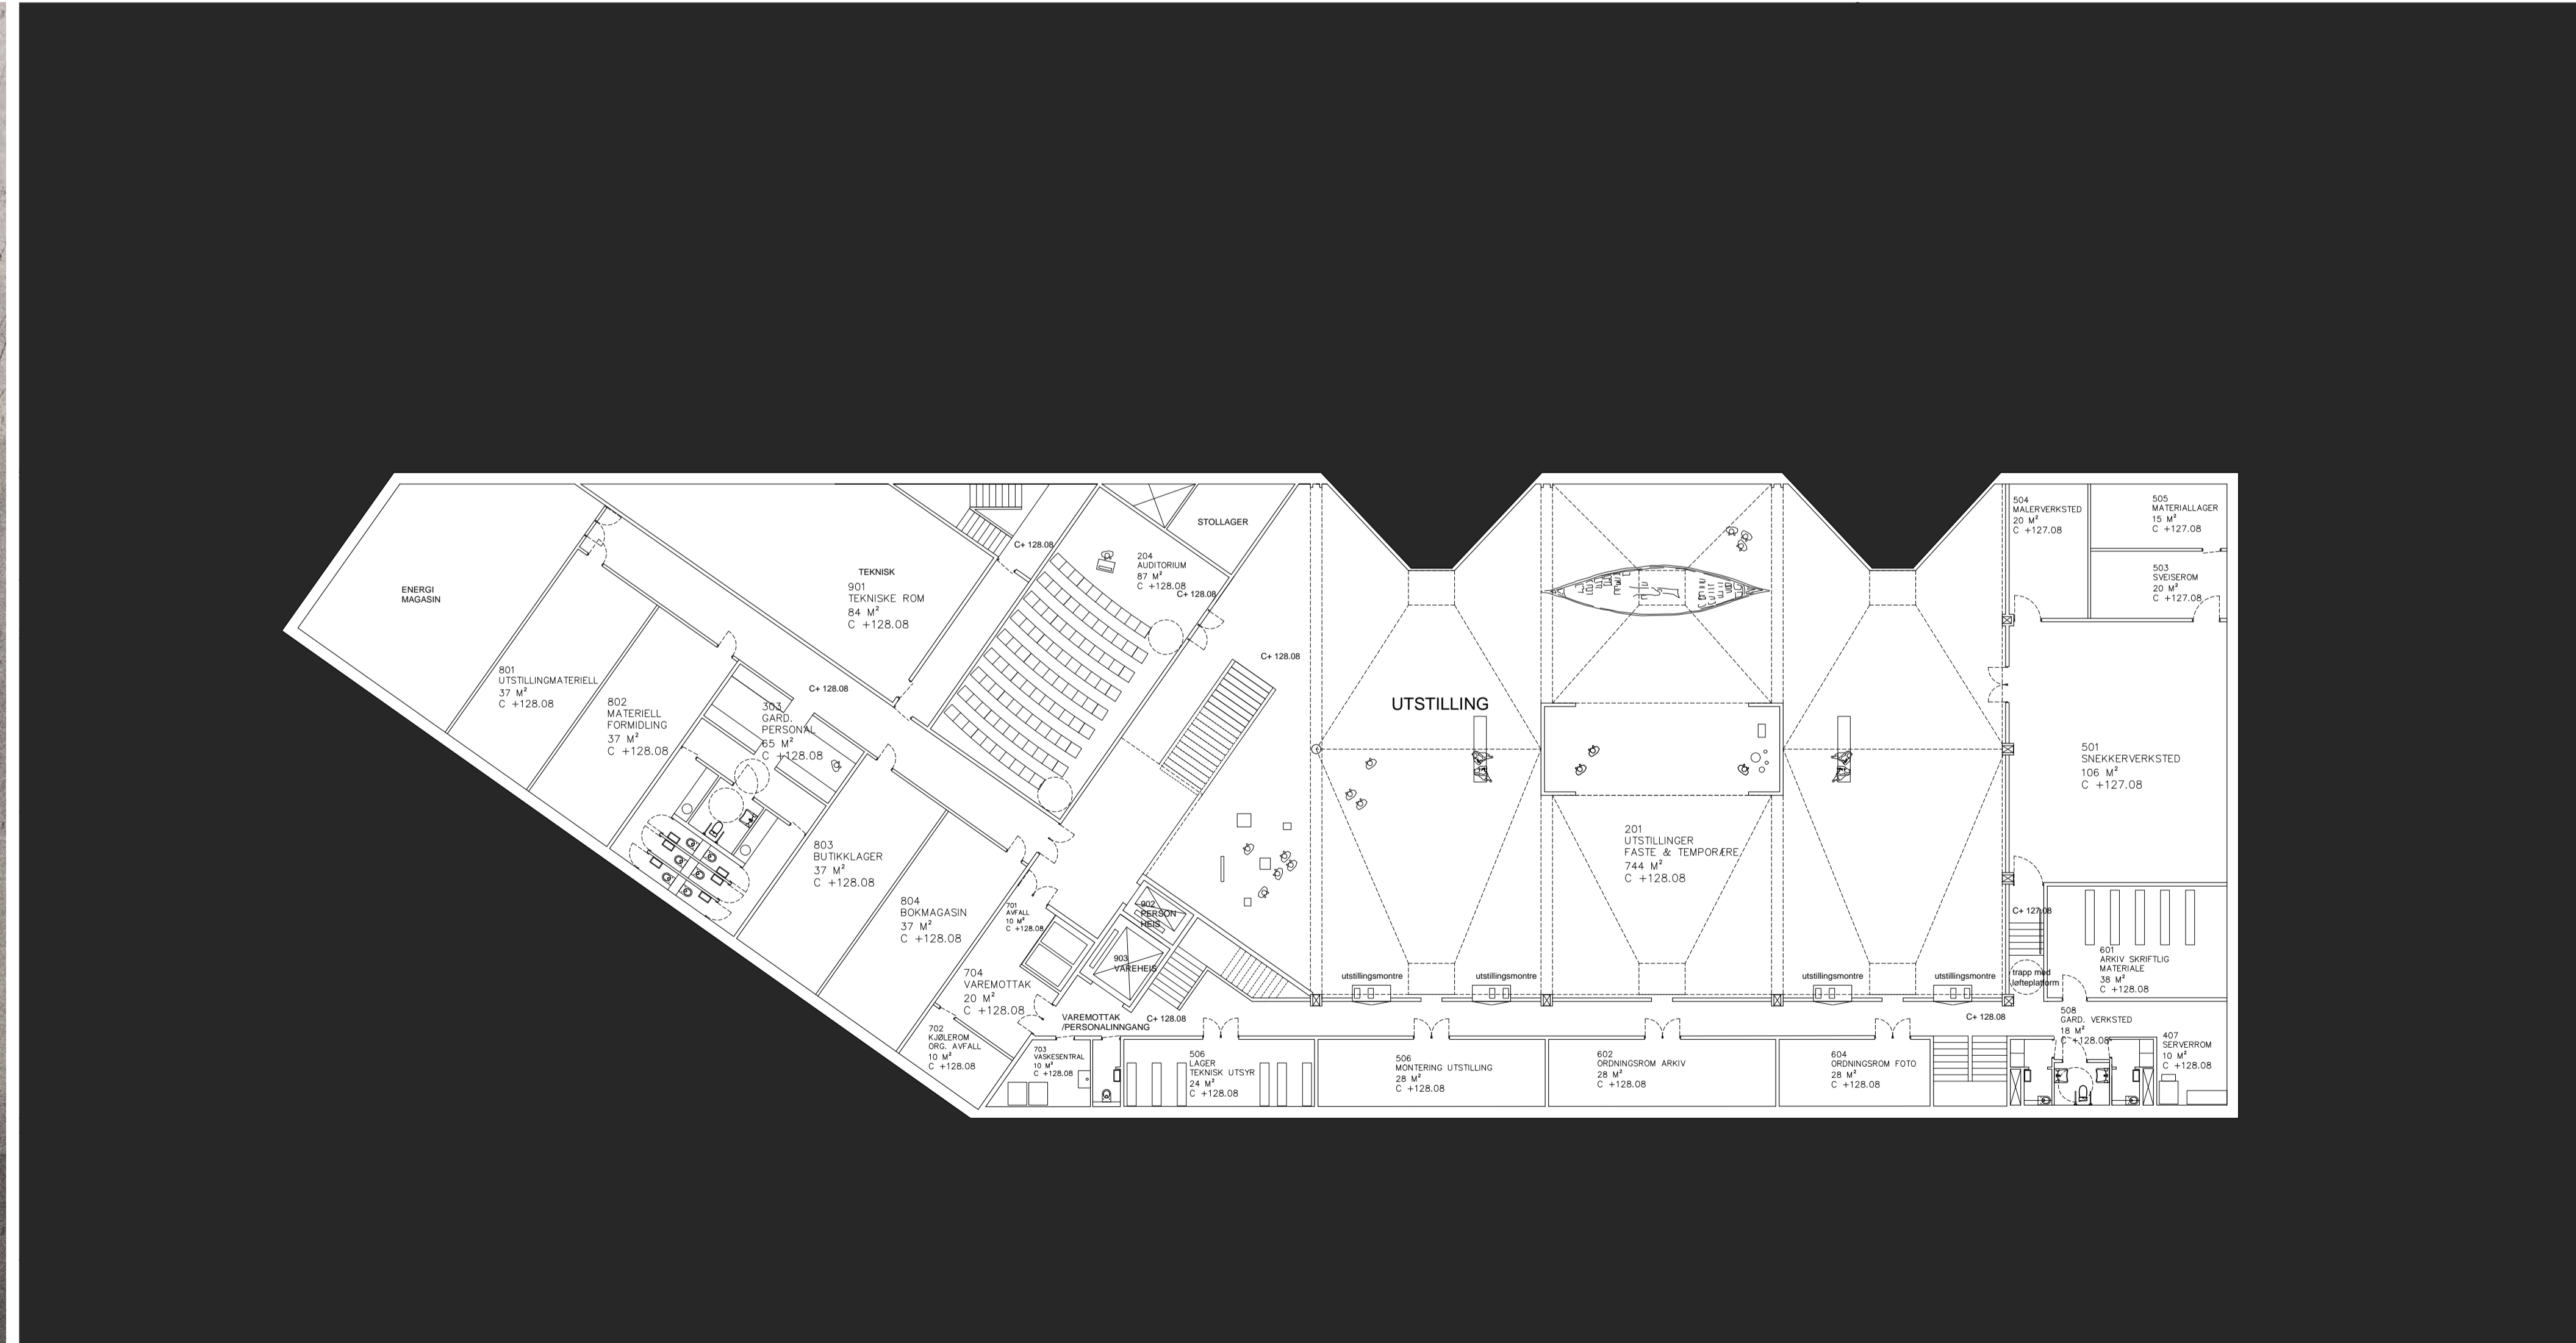 ENERGI
MAGASIN
801
UTSTILLINGMATERIELL
37 M²
C +128.08
802
MATERIELL
FORMIDLING
37 M²
C +128.08
TEKNISK
901
TEKNISKE ROM
84 M²
C +128.08
C+ 128.08
303
GARD.
PERSONAL
65 M²
C +128.08
803
BUTIKKLAGER
37 M²
C +128.08
804
BOKMAGASIN
37 M²
C +128.08
C+ 128.08
204
AUDITORIUM
87 M²
C +128.08
C+ 128.08
STOLLAGER
C+ 128.08
701
AVFALL
10 M²
C +128.08
902
PERSON
HEIS
903
VAREHEIS
704
VAREMOTTAK
20 M²
C +128.08
702
KJØLEROM
ORG. AVFALL
10 M²
C +128.08
VAREMOTTAK
/PERSONALINNGANG
C+ 128.08
703
VASKESENTRAL
10 M²
C +128.08
506
LAGER
TEKNISK UTSYR
24 M²
C +128.08
UTSTILLING
201
UTSTILLINGER
FASTE & TEMPORÆRE
744 M²
C +128.08
utstillingsmontre
utstillingsmontre
utstillingsmontre
utstillingsmontre
506
MONTERING UTSTILLING
28 M²
C +128.08
602
ORDNINGSROM ARKIV
28 M²
C +128.08
604
ORDNINGSROM FOTO
28 M²
C +128.08
C+ 128.08
504
MALERVERKSTED
20 M²
C +127.08
505
MATERIALLAGER
15 M²
C +127.08
503
SVEISEROM
20 M²
C +127.08
501
SNEKKERVERKSTED
106 M²
C +127.08
C+ 127.08
trapp med
løfteplatform
601
ARKIV SKRIFTLIG
MATERIALE
38 M²
C +128.08
508
GARD. VERKSTED
18 M²
C +128.08
407
SERVERROM
10 M²
C +128.08